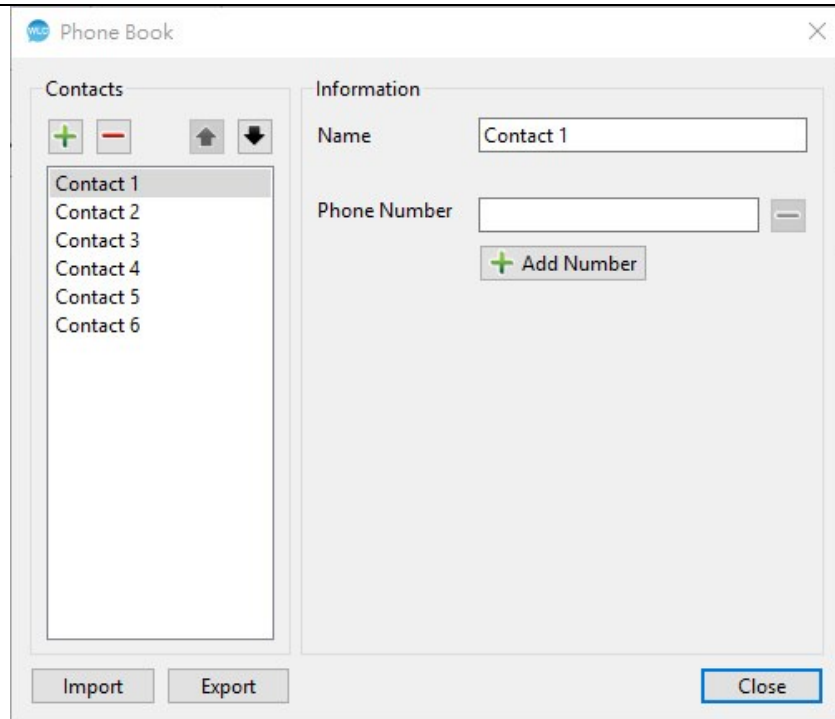 WLC Phone Book
Contacts
Contact 1
Contact 2
Contact 3
Contact 4
Contact 5
Contact 6
Information
Name Contact 1
Phone Number
Add Number
Import Export Close